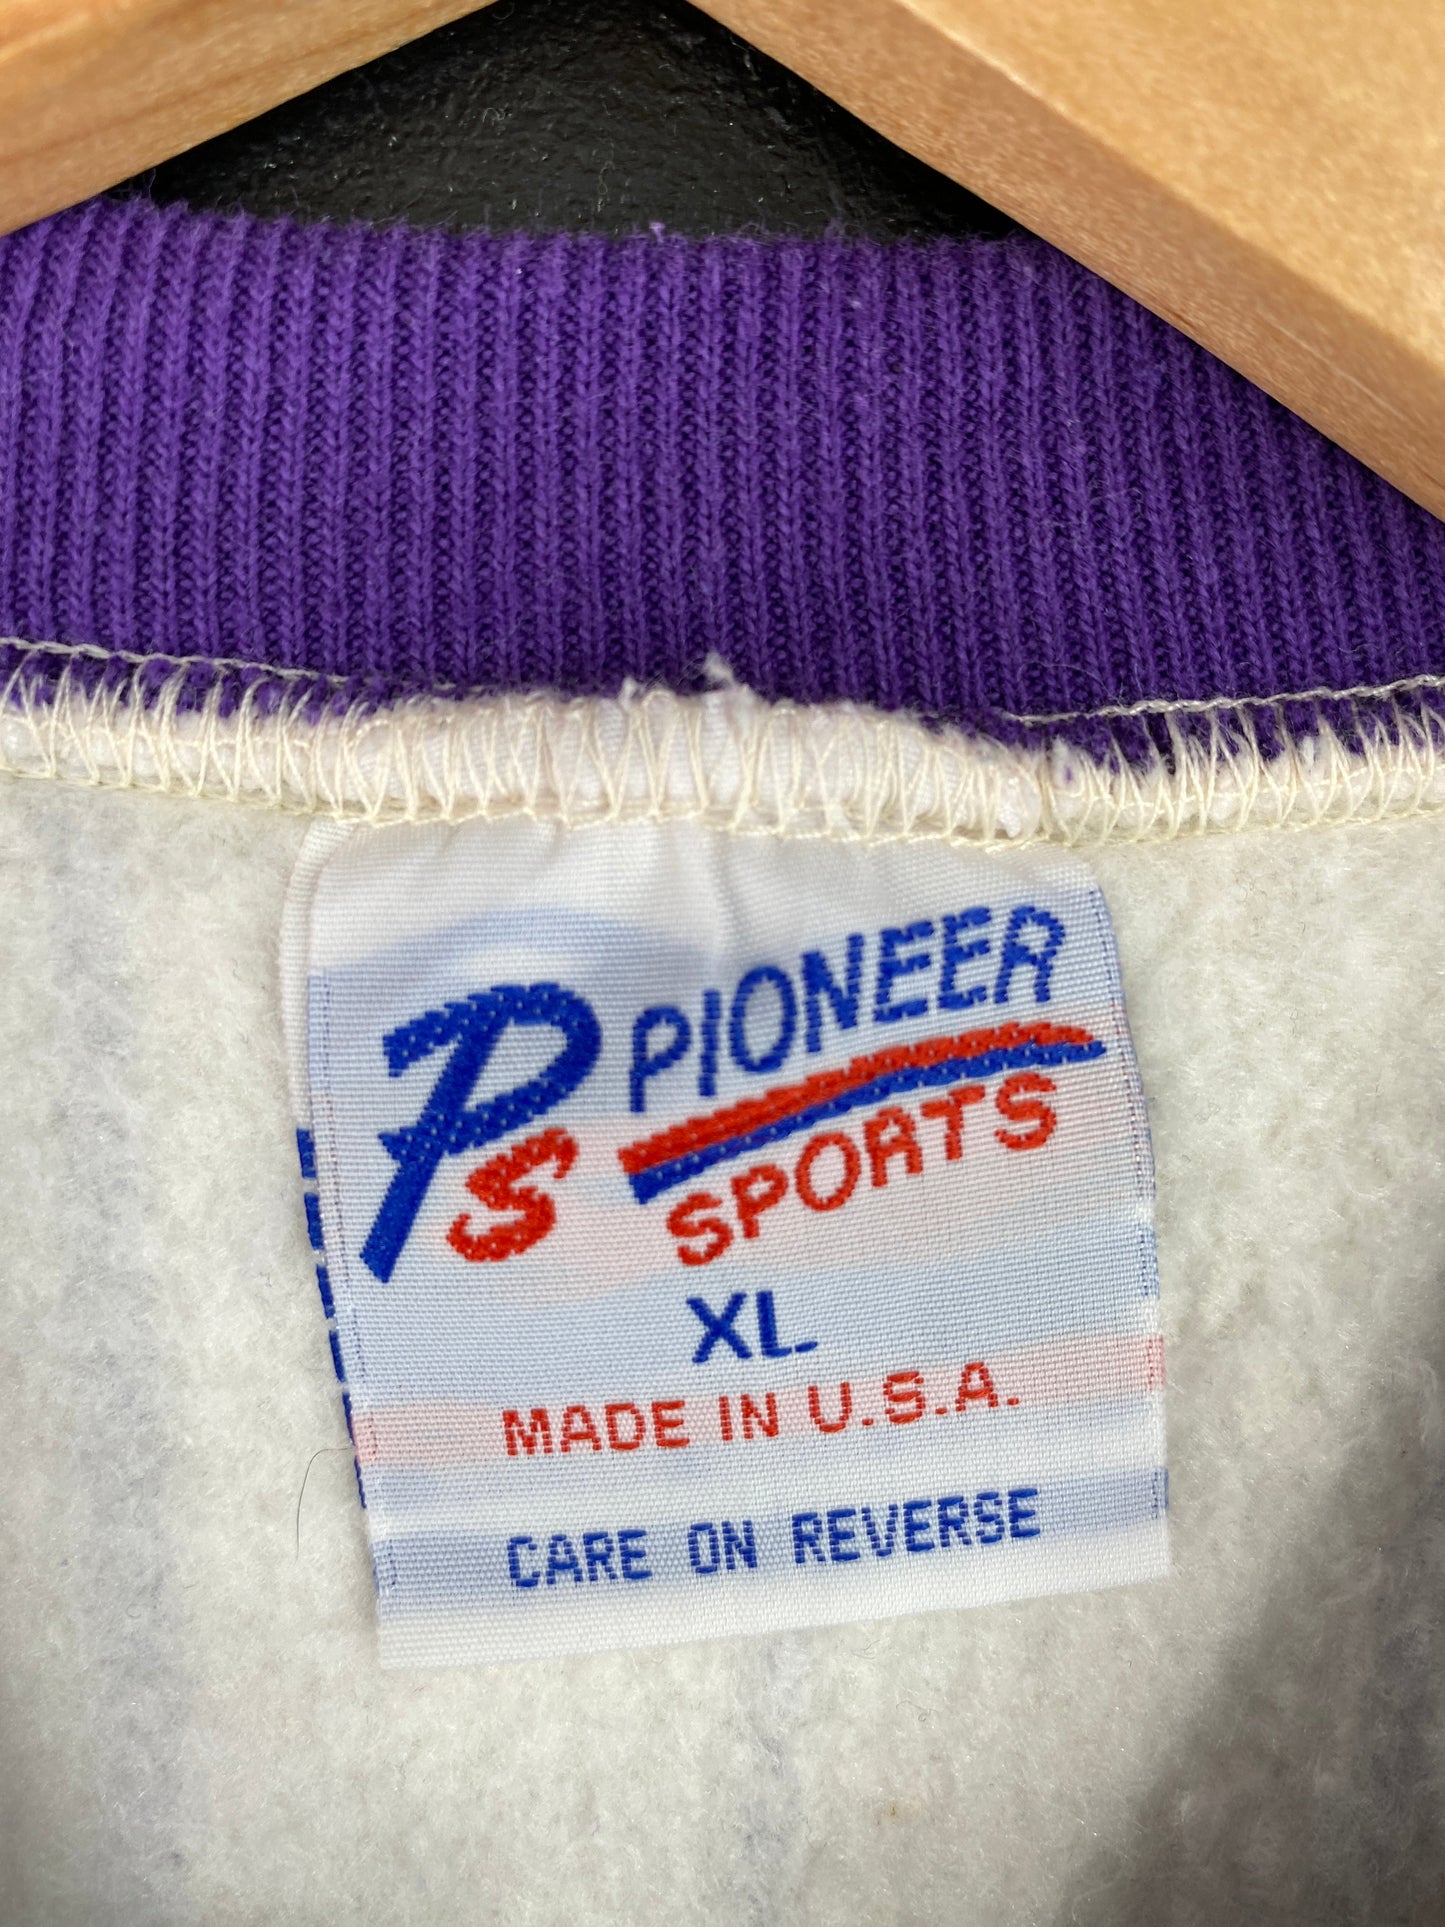 PS PIONEER
SPORTS
XL
MADE IN U.S.A.
CARE ON REVERSE